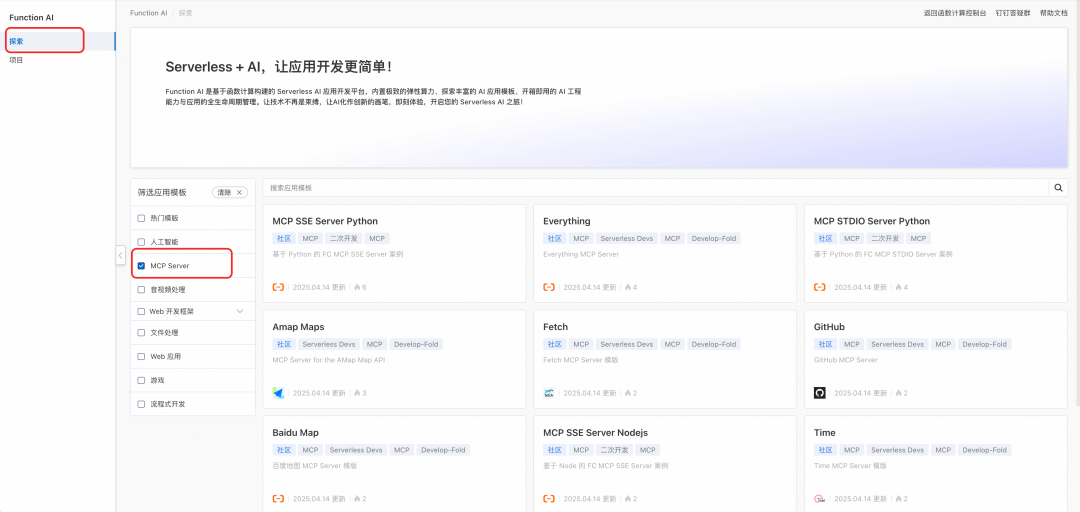 Function AI
探索
项目
Function AI / 探索
返回函数计算控制台 钉钉答疑群 帮助文档
Serverless + AI，让应用开发更简单！
Function AI 是基于函数计算构建的 Serverless AI 应用开发平台，内置极致的弹性算力、探索丰富的 AI 应用模板、开箱即用的 AI 工程
能力与应用的全生命周期管理。让技术不再是束缚，让AI化作创新的画笔，即刻体验，开启您的 Serverless AI 之旅！
筛选应用模板 清除 ×
热门模版
人工智能
MCP Server
音视频处理
Web 开发框架
文件处理
Web 应用
游戏
流程式开发
搜索应用模板
MCP SSE Server Python
社区 MCP 二次开发 MCP
基于 Python 的 FC MCP SSE Server 案例
2025.04.14 更新 6
Everything
社区 MCP Serverless Devs MCP Develop-Fold
Everything MCP Server
2025.04.14 更新 4
MCP STDIO Server Python
社区 MCP 二次开发 MCP
基于 Python 的 FC MCP STDIO Server 案例
2025.04.14 更新 4
Amap Maps
社区 Serverless Devs MCP Develop-Fold
MCP Server for the AMap Map API
2025.04.14 更新 3
Fetch
社区 MCP Serverless Devs MCP Develop-Fold
Fetch MCP Server 模版
2025.04.14 更新 2
GitHub
社区 MCP Serverless Devs MCP Develop-Fold
GitHub MCP Server
2025.04.14 更新 2
Baidu Map
社区 MCP Serverless Devs MCP Develop-Fold
百度地图 MCP Server 模版
2025.04.14 更新 2
MCP SSE Server Nodejs
社区 MCP 二次开发 MCP
基于 Node 的 FC MCP SSE Server 案例
2025.04.14 更新 2
Time
社区 MCP Serverless Devs MCP Develop-Fold
Time MCP Server 模版
2025.04.14 更新 2